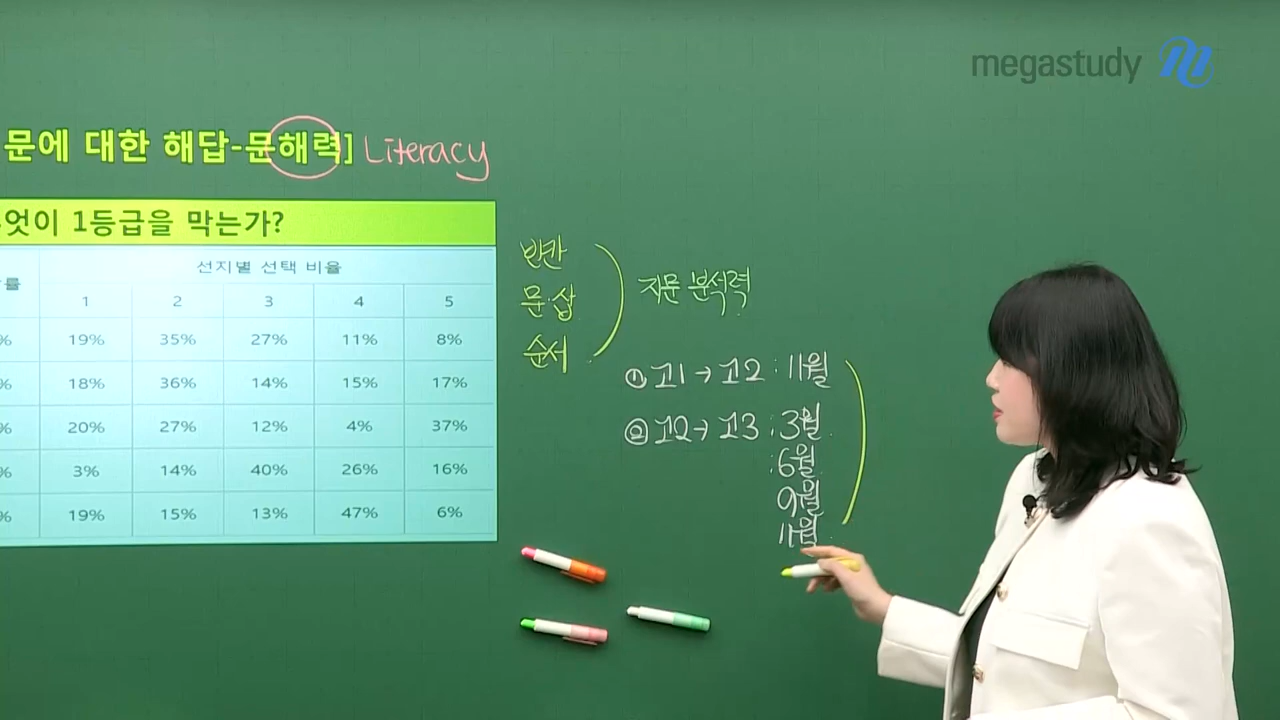 megastudy
문에 대한 해답-문해력] Literacy
엇이 1등급을 막는가?
률 선지별 선택 비율
1 2 3 4 5
% 19% 35% 27% 11% 8%
% 18% 36% 14% 15% 17%
% 20% 27% 12% 4% 37%
% 3% 14% 40% 26% 16%
% 19% 15% 13% 47% 6%
빈칸
문.삽
순서
지문 분석력
① 고1→고2 : 11월
② 고2→고3 : 3월
: 6월
9월
11월